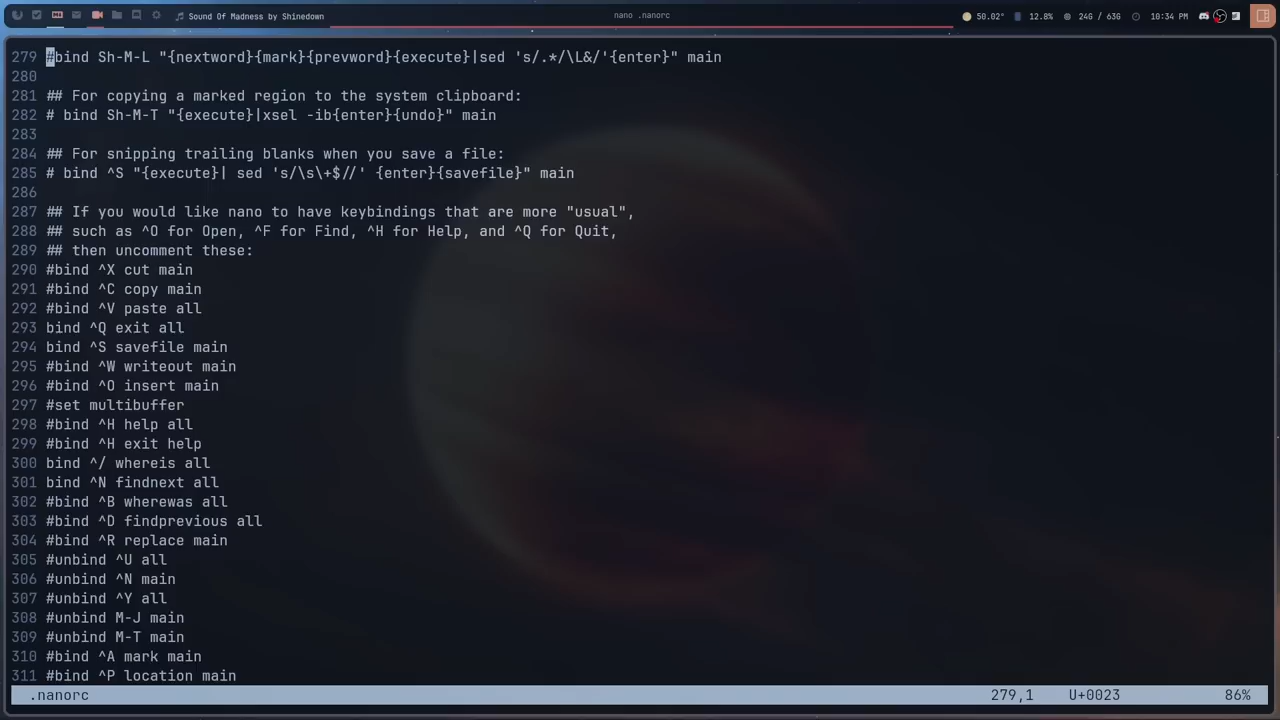 Sound Of Madness by Shinedown
nano .nanorc
50.02° 12.8% 24G / 63G 10:34 PM
279 #bind Sh-M-L "{nextword}{mark}{prevword}{execute}|sed 's/.*/\L&/'{enter}" main
280
281 ## For copying a marked region to the system clipboard:
282 # bind Sh-M-T "{execute}|xsel -ib{enter}{undo}" main
283
284 ## For snipping trailing blanks when you save a file:
285 # bind ^S "{execute}| sed 's/\s\+$//' {enter}{savefile}" main
286
287 ## If you would like nano to have keybindings that are more "usual",
288 ## such as ^O for Open, ^F for Find, ^H for Help, and ^Q for Quit,
289 ## then uncomment these:
290 #bind ^X cut main
291 #bind ^C copy main
292 #bind ^V paste all
293 bind ^Q exit all
294 bind ^S savefile main
295 #bind ^W writeout main
296 #bind ^O insert main
297 #set multibuffer
298 #bind ^H help all
299 #bind ^H exit help
300 bind ^/ whereis all
301 bind ^N findnext all
302 #bind ^B wherewas all
303 #bind ^D findprevious all
304 #bind ^R replace main
305 #unbind ^U all
306 #unbind ^N main
307 #unbind ^Y all
308 #unbind M-J main
309 #unbind M-T main
310 #bind ^A mark main
311 #bind ^P location main
.nanorc 279,1 U+0023 86%